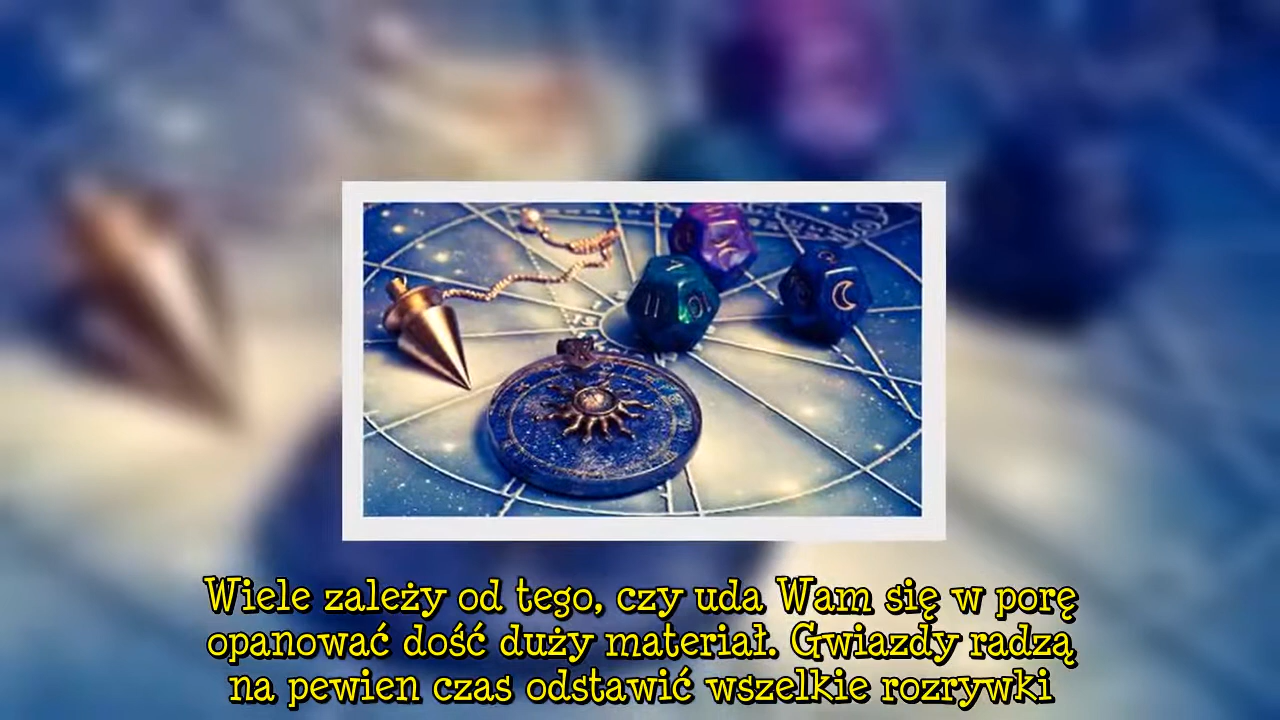 Wiele zależy od tego, czy uda Wam się w porę
opanować dość duży materiał. Gwiazdy radzą
na pewien czas odstawić wszelkie rozrywki